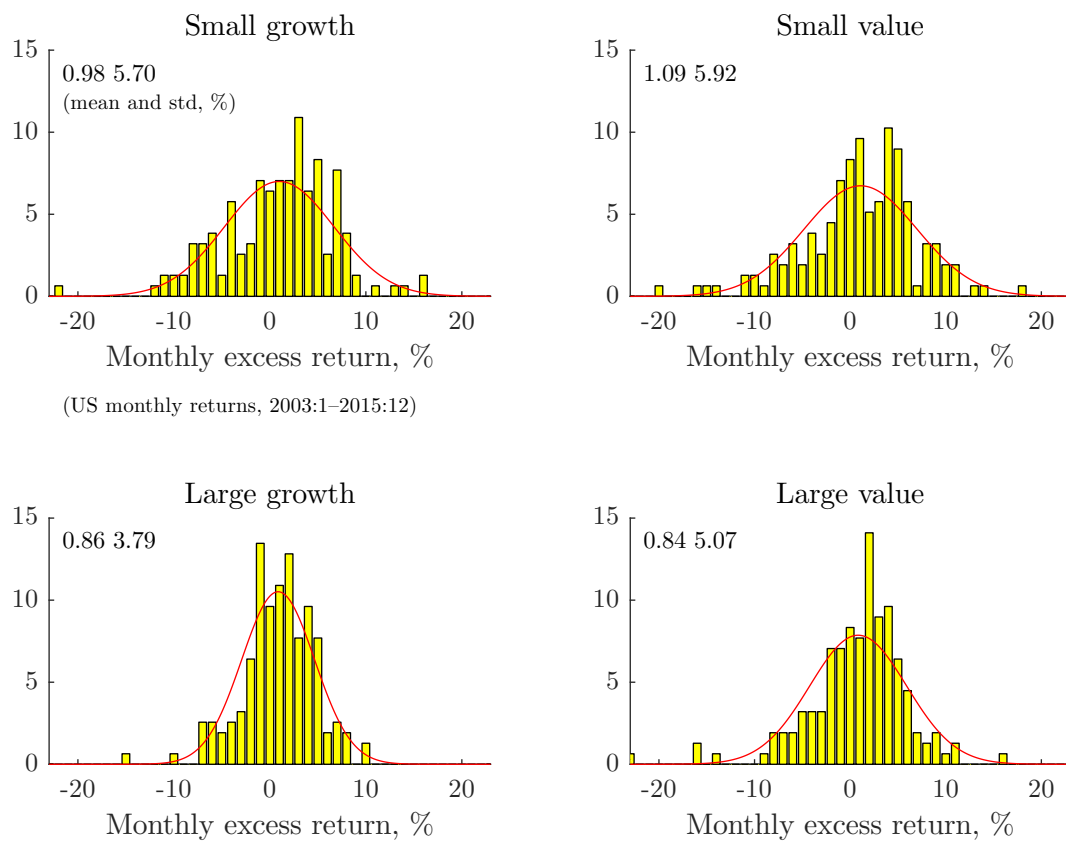 Small growth
15
10
5
0
0.98 5.70
(mean and std, %)
-20 -10 0 10 20
Monthly excess return, %
(US monthly returns, 2003:1–2015:12)
Small value
15
10
5
0
1.09 5.92
-20 -10 0 10 20
Monthly excess return, %
Large growth
15
10
5
0
0.86 3.79
-20 -10 0 10 20
Monthly excess return, %
Large value
15
10
5
0
0.84 5.07
-20 -10 0 10 20
Monthly excess return, %